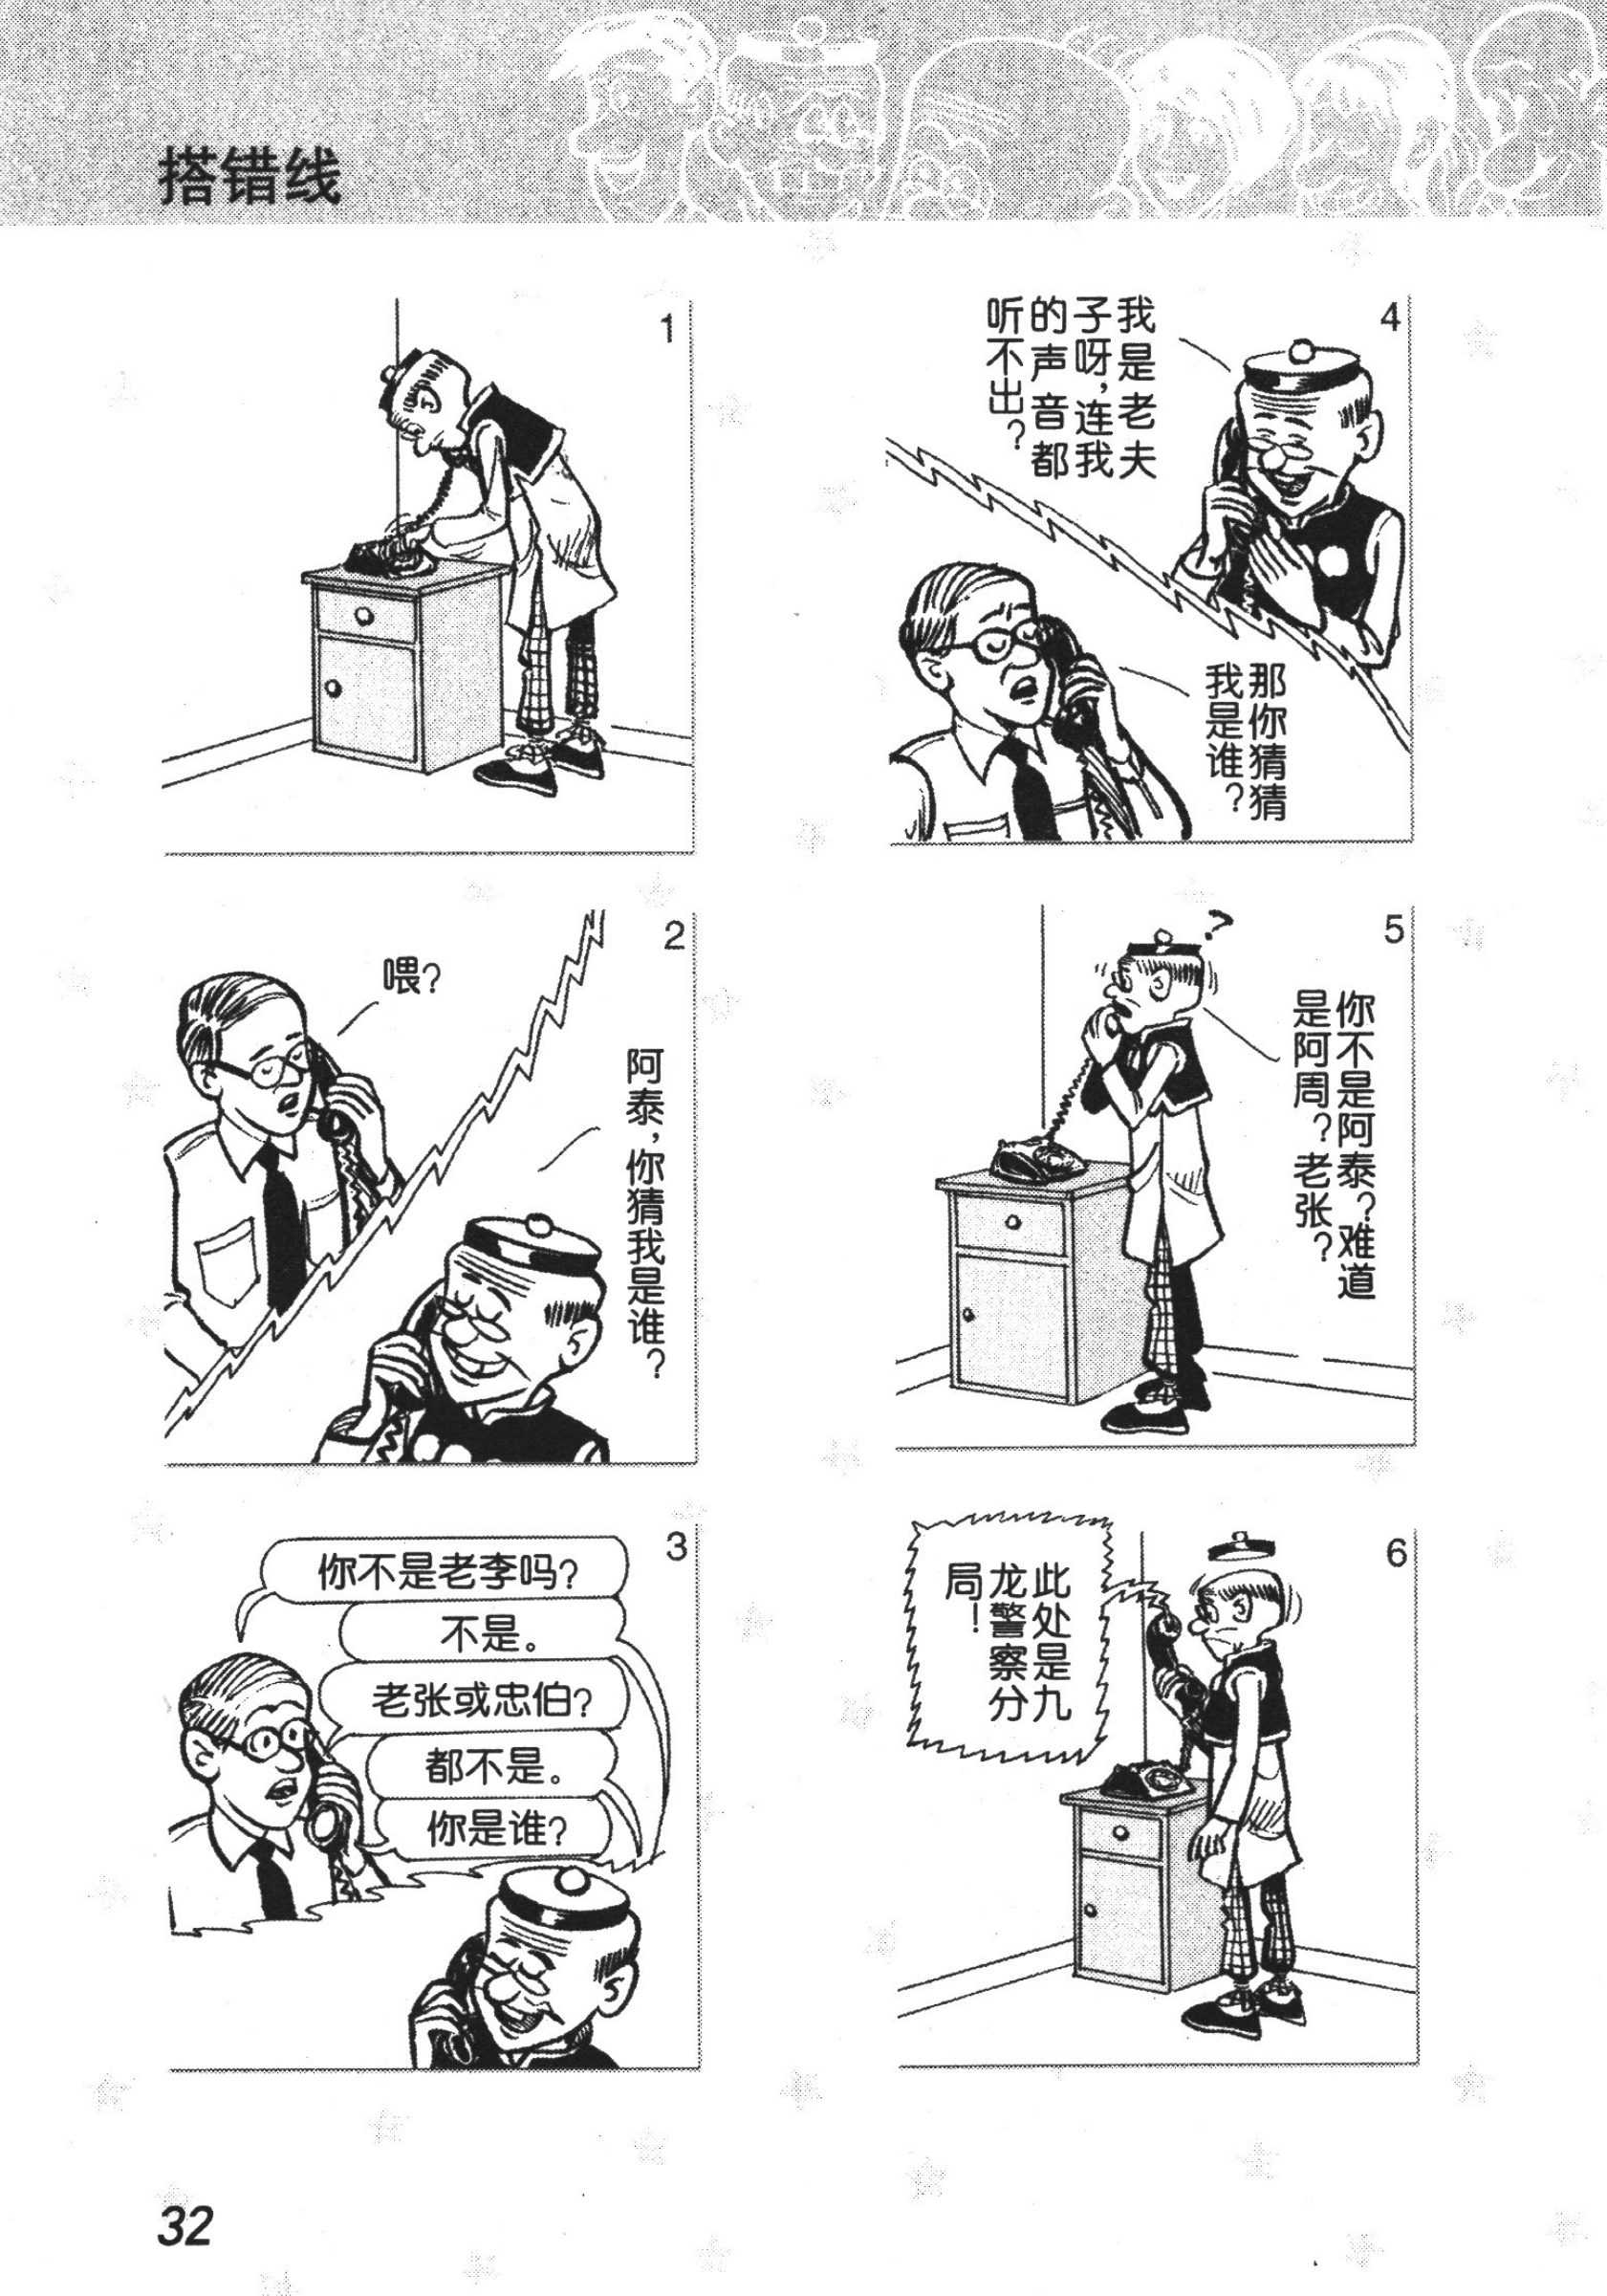 搭错线
1
2
喂？
阿泰，你猜我是谁？
3
你不是老李吗？
不是。
老张或忠伯？
都不是。
你是谁？
4
我是老夫
子呀，连我
的声音都
听不出？
那你猜猜
我是谁？
5
?
你不是阿泰？难道
是阿周？老张？
6
此处是九
龙警察分
局！
32